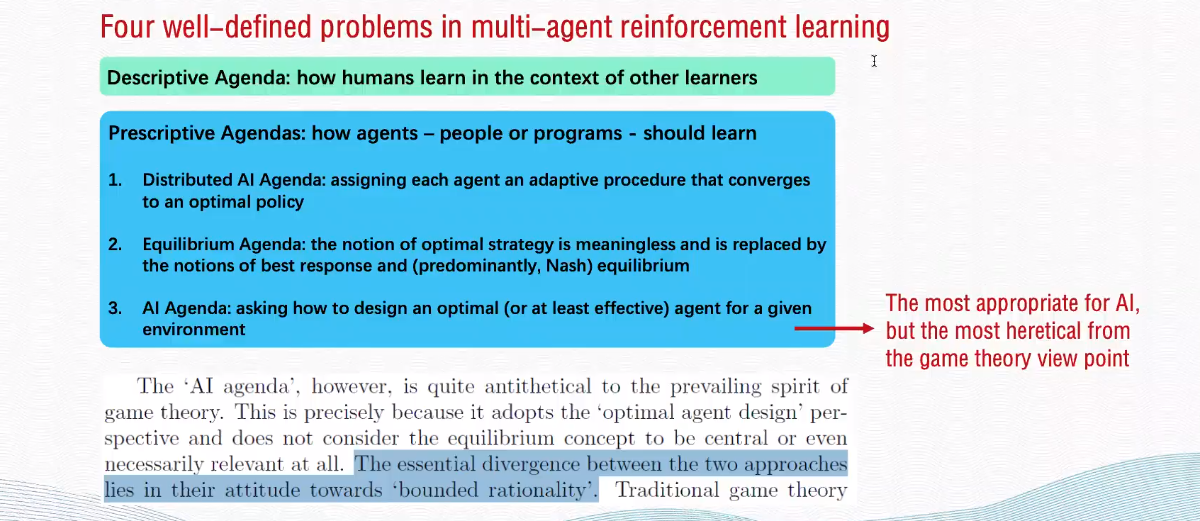 Four well-defined problems in multi-agent reinforcement learning
Descriptive Agenda: how humans learn in the context of other learners
Prescriptive Agendas: how agents – people or programs - should learn
1. Distributed AI Agenda: assigning each agent an adaptive procedure that converges
to an optimal policy
2. Equilibrium Agenda: the notion of optimal strategy is meaningless and is replaced by
the notions of best response and (predominantly, Nash) equilibrium
3. AI Agenda: asking how to design an optimal (or at least effective) agent for a given
environment
The most appropriate for AI,
but the most heretical from
the game theory view point
The ‘AI agenda’, however, is quite antithetical to the prevailing spirit of
game theory. This is precisely because it adopts the ‘optimal agent design’ per-
spective and does not consider the equilibrium concept to be central or even
necessarily relevant at all. The essential divergence between the two approaches
lies in their attitude towards ‘bounded rationality’. Traditional game theory